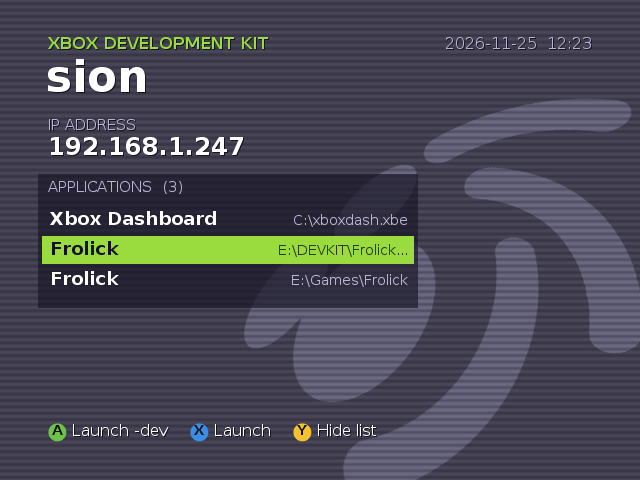 XBOX DEVELOPMENT KIT 2026-11-25 12:23
sion
IP ADDRESS
192.168.1.247
APPLICATIONS (3)
Xbox Dashboard C:\xboxdash.xbe
Frolick E:\DEVKIT\Frolick...
Frolick E:\Games\Frolick
A Launch -dev X Launch Y Hide list